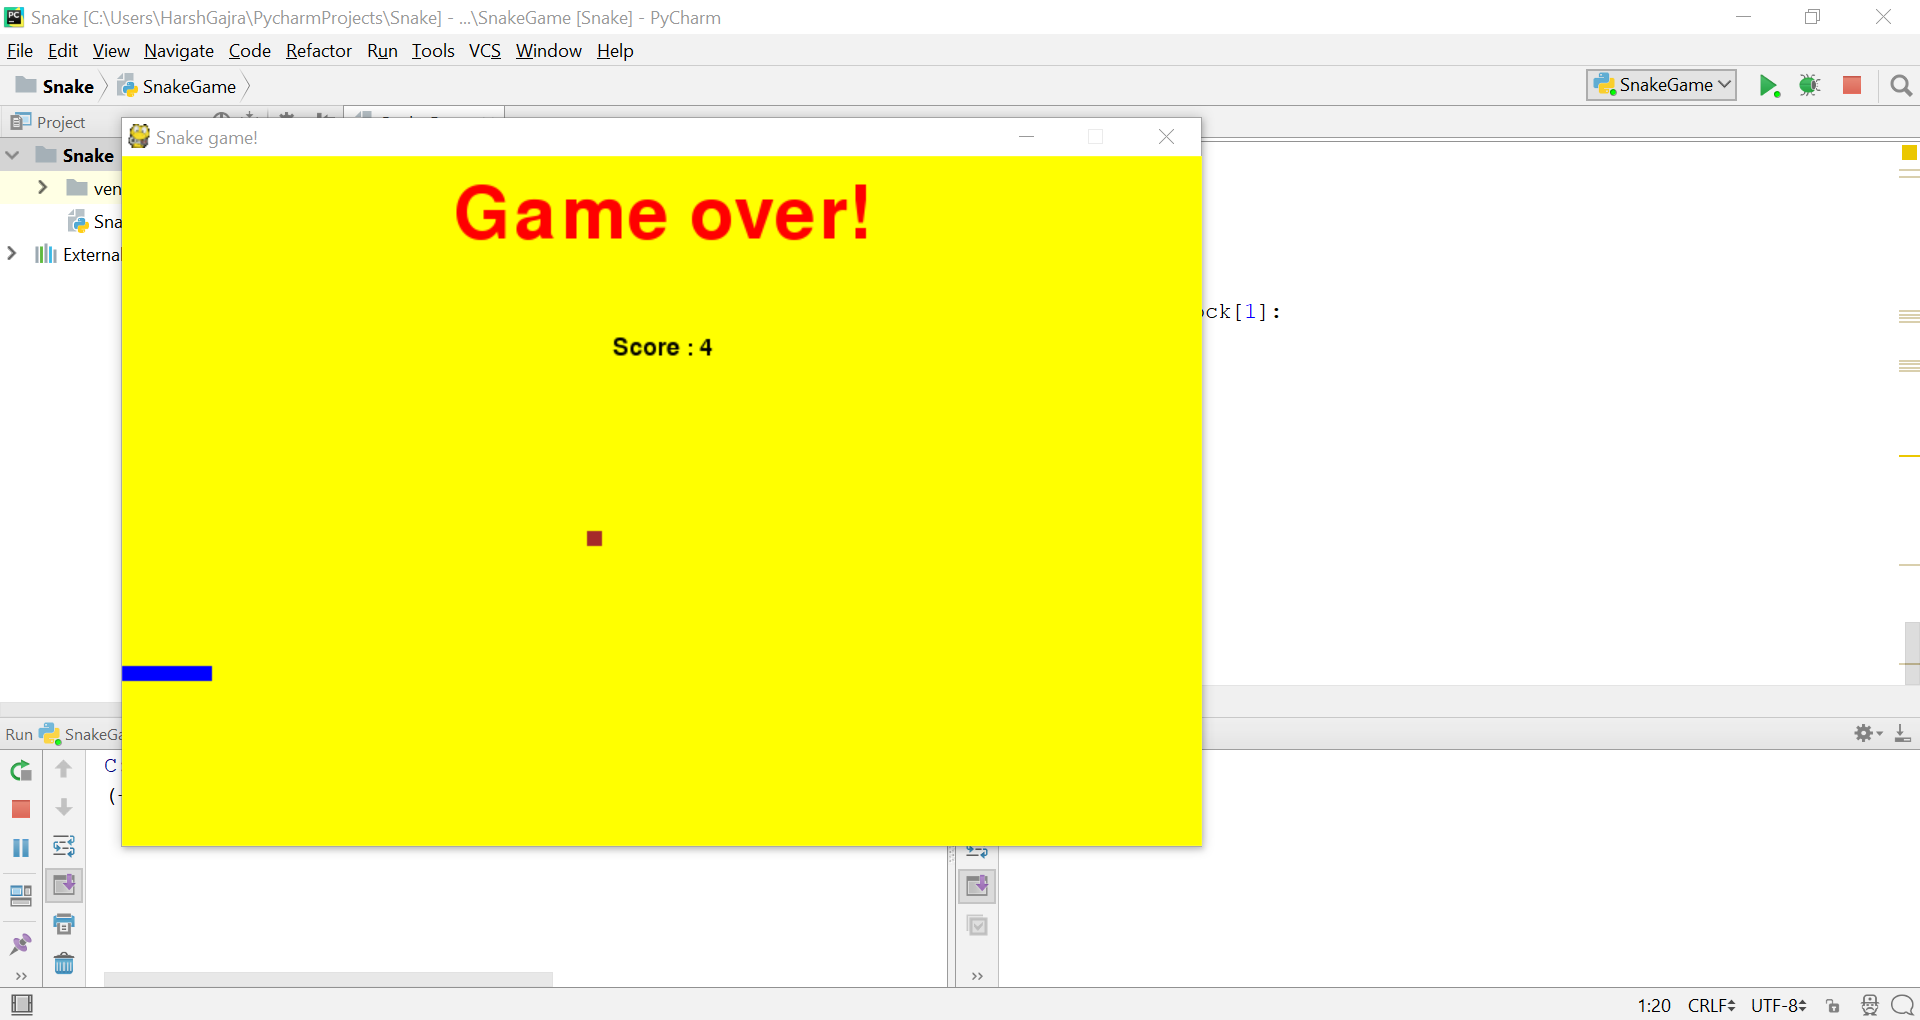 Snake [C:\Users\HarshGajra\PycharmProjects\Snake] - ...\SnakeGame [Snake] - PyCharm
File Edit View Navigate Code Refactor Run Tools VCS Window Help
Snake SnakeGame SnakeGame
Project
Snake game!
Snake
ven
Sna
Externa
Game over!
ock[1]:
Score : 4
Run SnakeGa
C
(-
1:20 CRLF UTF-8